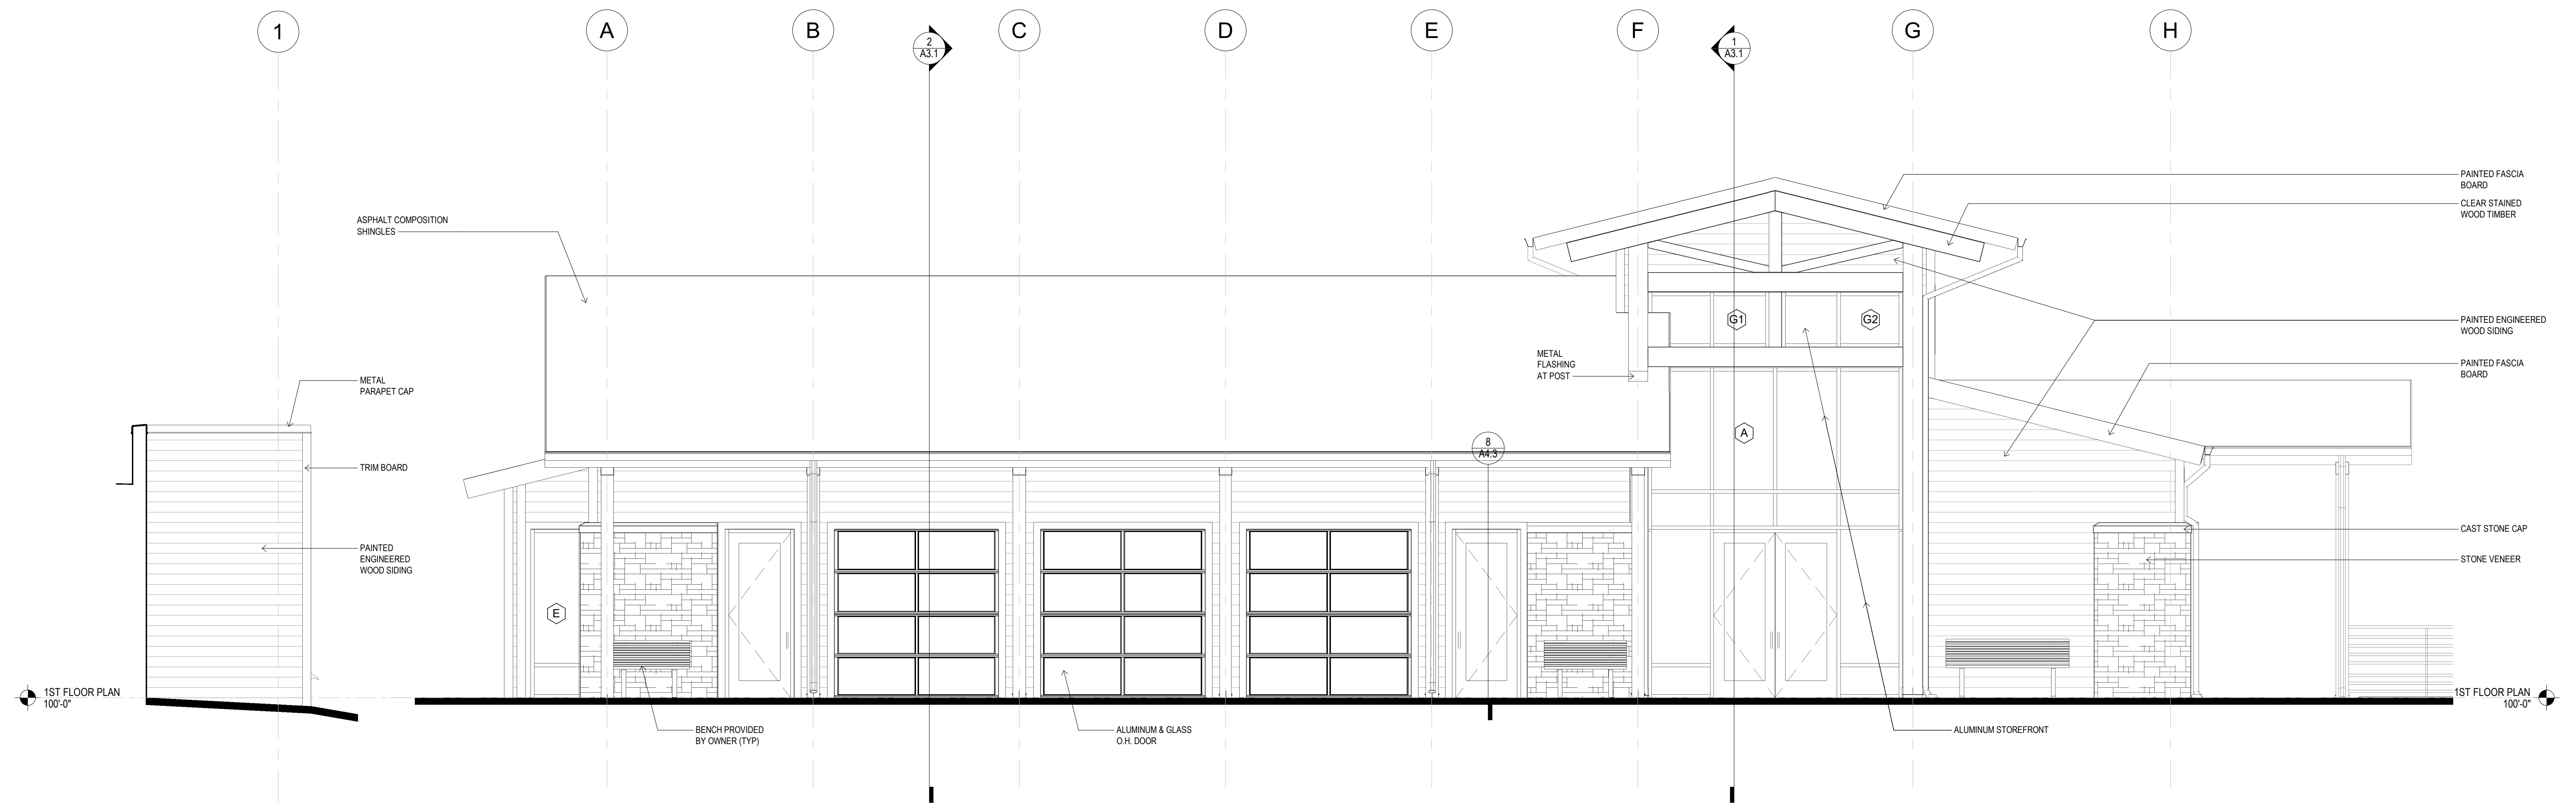 1
A
B
C
D
E
F
G
H
2
A3.1
1
A3.1
PAINTED FASCIA
BOARD
CLEAR STAINED
WOOD TIMBER
ASPHALT COMPOSITION
SHINGLES
G1
G2
PAINTED ENGINEERED
WOOD SIDING
METAL
FLASHING
AT POST
PAINTED FASCIA
BOARD
METAL
PARAPET CAP
A
8
A4.3
TRIM BOARD
CAST STONE CAP
PAINTED
ENGINEERED
WOOD SIDING
STONE VENEER
E
1ST FLOOR PLAN
100'-0"
1ST FLOOR PLAN
100'-0"
BENCH PROVIDED
BY OWNER (TYP)
ALUMINUM & GLASS
O.H. DOOR
ALUMINUM STOREFRONT